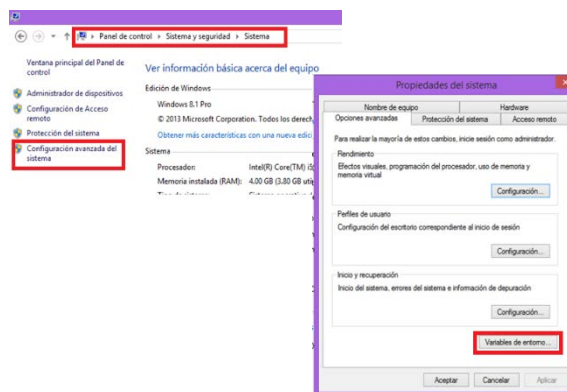 Panel de control ▸ Sistema y seguridad ▸ Sistema
Ventana principal del Panel de
control
Administrador de dispositivos
Configuración de Acceso
remoto
Protección del sistema
Configuración avanzada del
sistema
Ver información básica acerca del equipo
Edición de Windows
Windows 8.1 Pro
© 2013 Microsoft Corporation. Todos los derech
Obtener más características con una nueva edici
Sistema
Procesador: Intel(R) Core(TM) i5
Memoria instalada (RAM): 4,00 GB (3,80 GB utiliz
Propiedades del sistema
Nombre de equipo Hardware
Opciones avanzadas Protección del sistema Acceso remoto
Para realizar la mayoría de estos cambios, inicie sesión como administrador.
Rendimiento
Efectos visuales, programación del procesador, uso de memoria y
memoria virtual
Configuración...
Perfiles de usuario
Configuración del escritorio correspondiente al inicio de sesión
Configuración...
Inicio y recuperación
Inicio del sistema, errores del sistema e información de depuración
Configuración...
Variables de entorno...
Aceptar Cancelar Aplicar